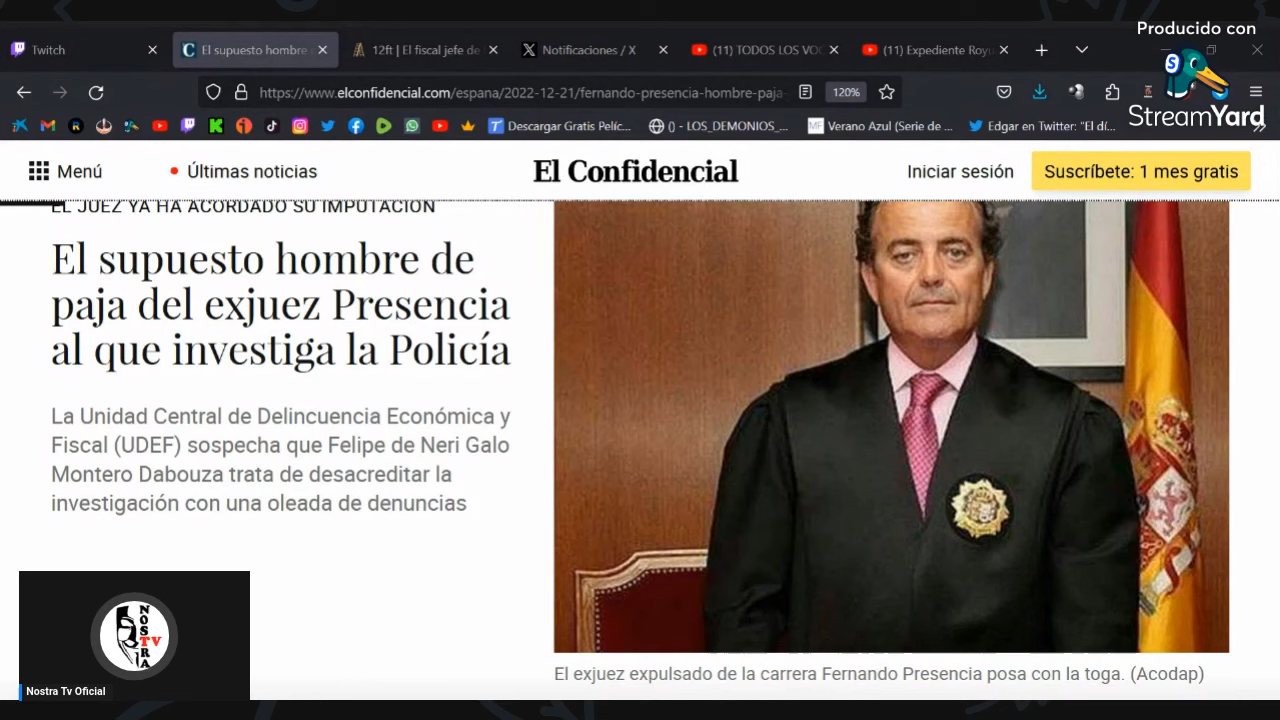 Producido con
StreamYard
Twitch
El supuesto hombre
12ft | El fiscal jefe de
Notificaciones / X
(11) TODOS LOS VO
(11) Expediente Royu
https://www.elconfidencial.com/espana/2022-12-21/fernando-presencia-hombre-paja-
120%
Descargar Gratis Pelíc...
() - LOS_DEMONIOS_...
Verano Azul (Serie de ...
Edgar en Twitter: "El dí...
Menú
Últimas noticias
El Confidencial
Iniciar sesión
Suscríbete: 1 mes gratis
EL JUEZ YA HA ACORDADO SU IMPUTACIÓN
El supuesto hombre de
paja del exjuez Presencia
al que investiga la Policía
La Unidad Central de Delincuencia Económica y
Fiscal (UDEF) sospecha que Felipe de Neri Galo
Montero Dabouza trata de desacreditar la
investigación con una oleada de denuncias
El exjuez expulsado de la carrera Fernando Presencia posa con la toga. (Acodap)
NOSTRA
TV
Nostra Tv Oficial